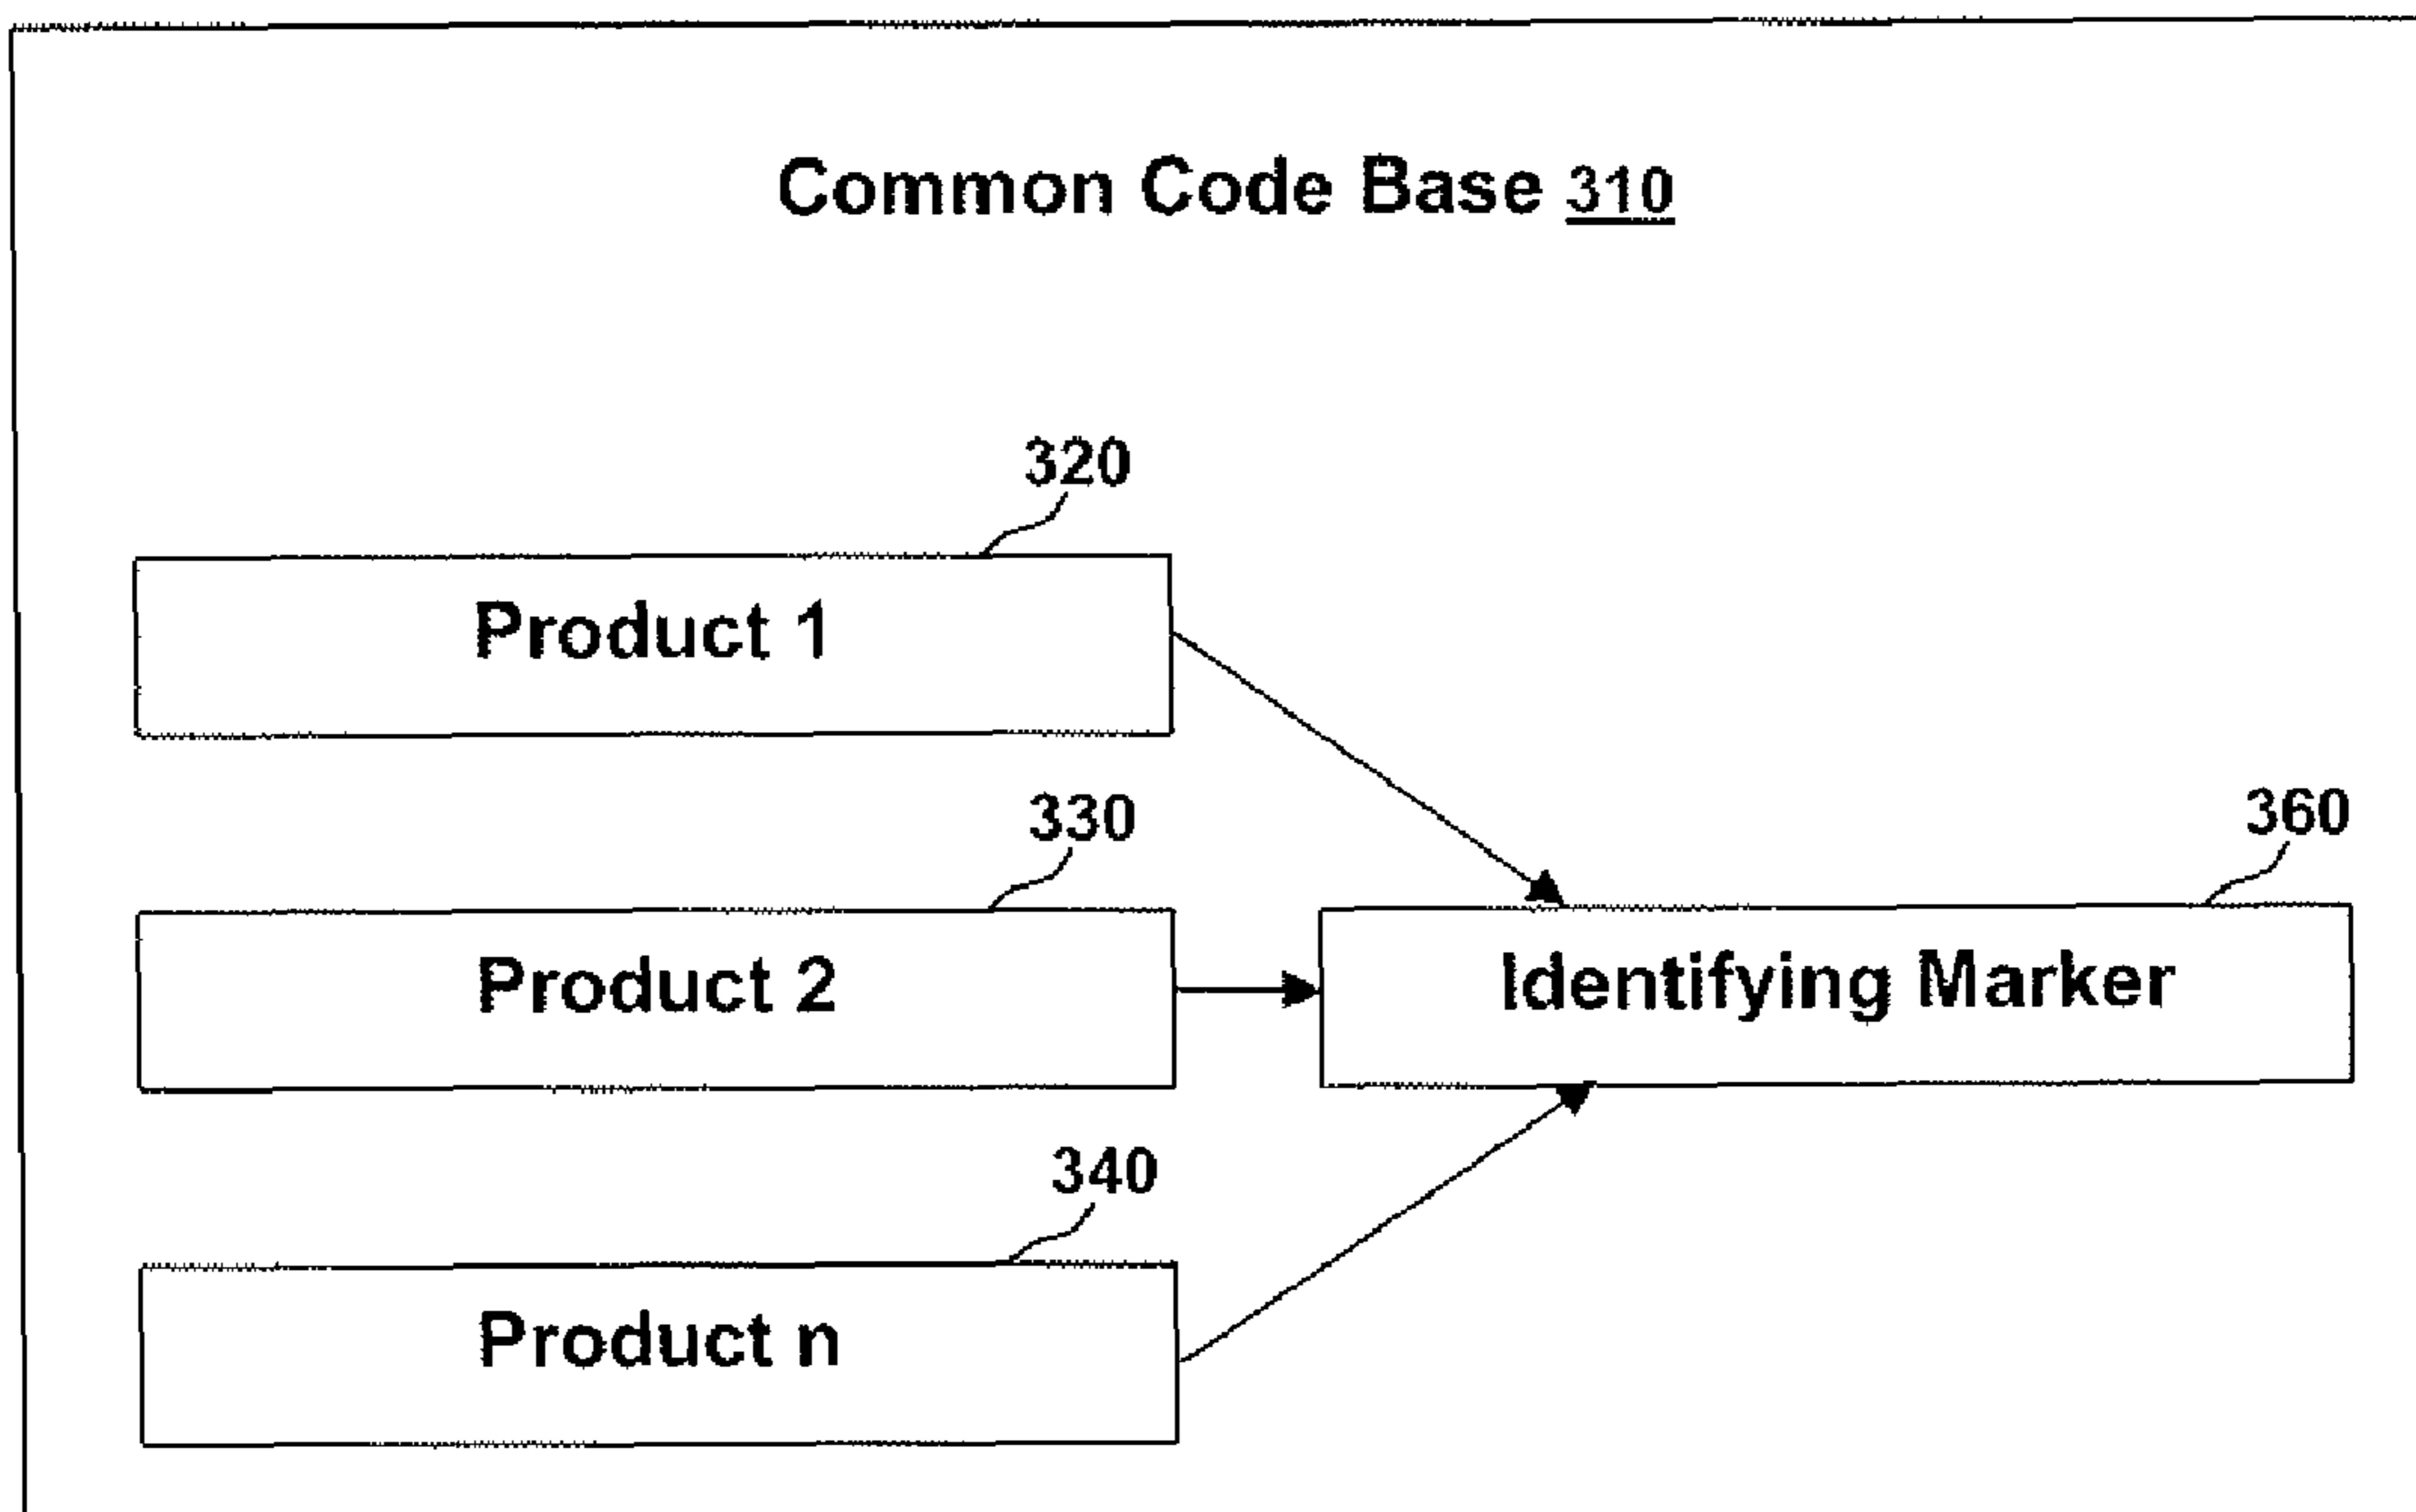 Common Code Base 310
320
Product 1
330
360
Product 2
Identifying Marker
340
Product n